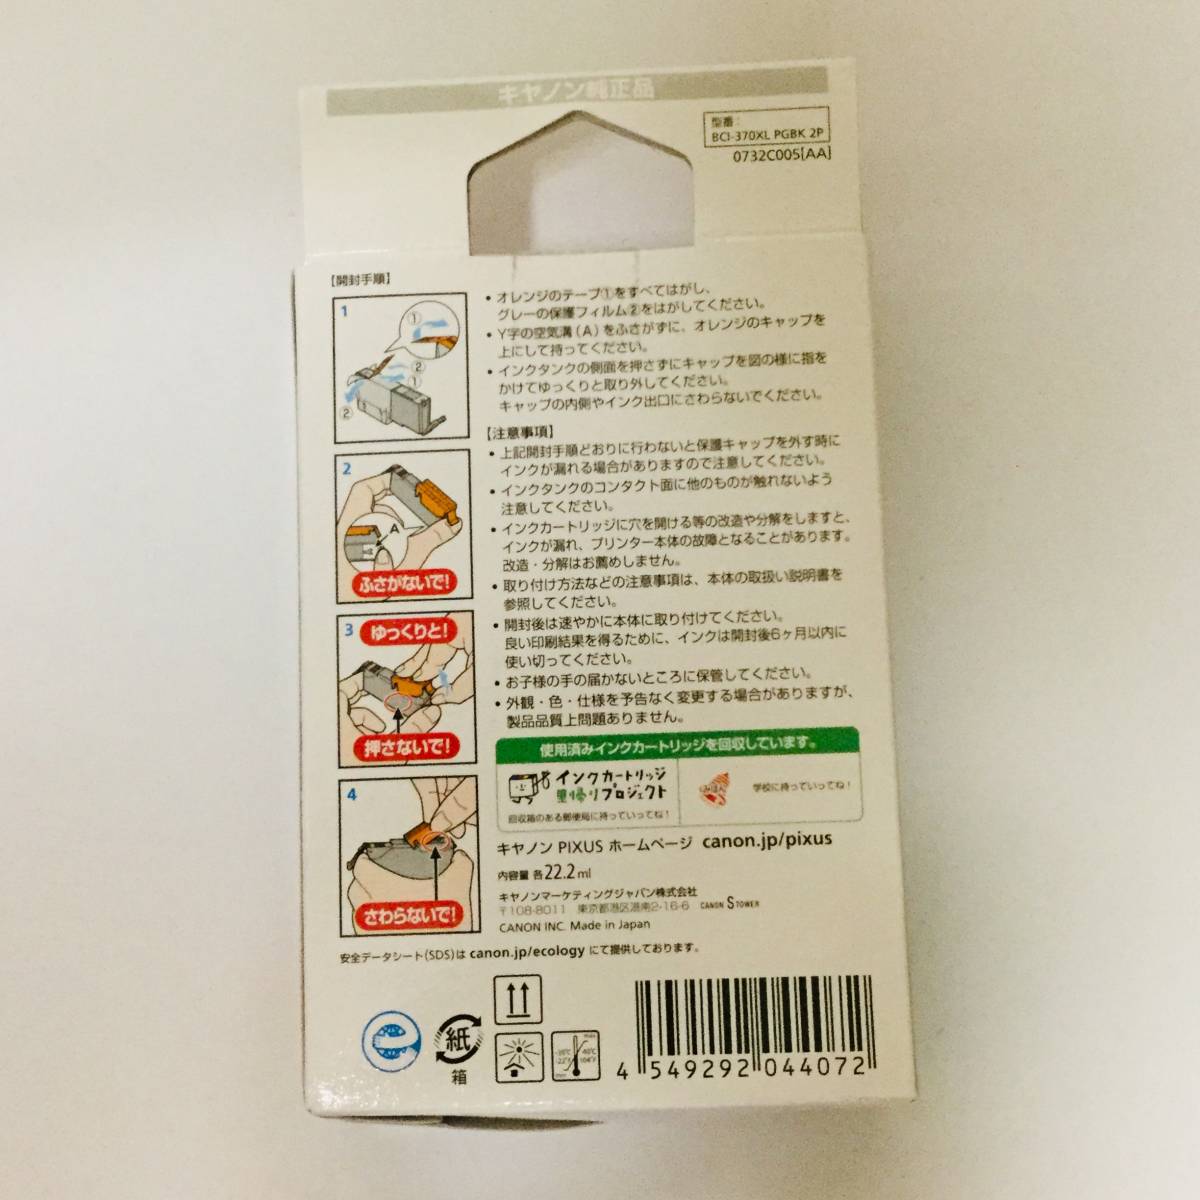 キヤノン純正品
型番:
BCI-370XL PGBK 2P
0732C005[AA]
【開封手順】
1
①
②
①
②
2
A
ふさがないで!
3
ゆっくりと!
押さないで!
4
さわらないで!
• オレンジのテープ①をすべてはがし、
グレーの保護フィルム②をはがしてください。
• Y字の空気溝(A)をふさがずに、オレンジのキャップを
上にして持ってください。
• インクタンクの側面を押さずにキャップを図の様に指を
かけてゆっくりと取り外してください。
キャップの内側やインク出口にさわらないでください。
【注意事項】
• 上記開封手順どおりに行わないと保護キャップを外す時に
インクが漏れる場合がありますので注意してください。
• インクタンクのコンタクト面に他のものが触れないよう
注意してください。
• インクカートリッジに穴を開ける等の改造や分解をしますと、
インクが漏れ、プリンター本体の故障となることがあります。
改造・分解はお薦めしません。
• 取り付け方法などの注意事項は、本体の取扱い説明書を
参照してください。
• 開封後は速やかに本体に取り付けてください。
良い印刷結果を得るために、インクは開封後6ヶ月以内に
使い切ってください。
• お子様の手の届かないところに保管してください。
• 外観・色・仕様を予告なく変更する場合がありますが、
製品品質上問題ありません。
使用済みインクカートリッジを回収しています。
インクカートリッジ
里帰りプロジェクト
回収箱のある郵便局に持っていってね!
学校に持っていってね!
キヤノン PIXUS ホームページ canon.jp/pixus
内容量 各22.2ml
キヤノンマーケティングジャパン株式会社
〒108-8011 東京都港区港南2-16-6 CANON S TOWER
CANON INC. Made in Japan
安全データシート(SDS)は canon.jp/ecology にて提供しております。
紙
箱
4 549292 044072